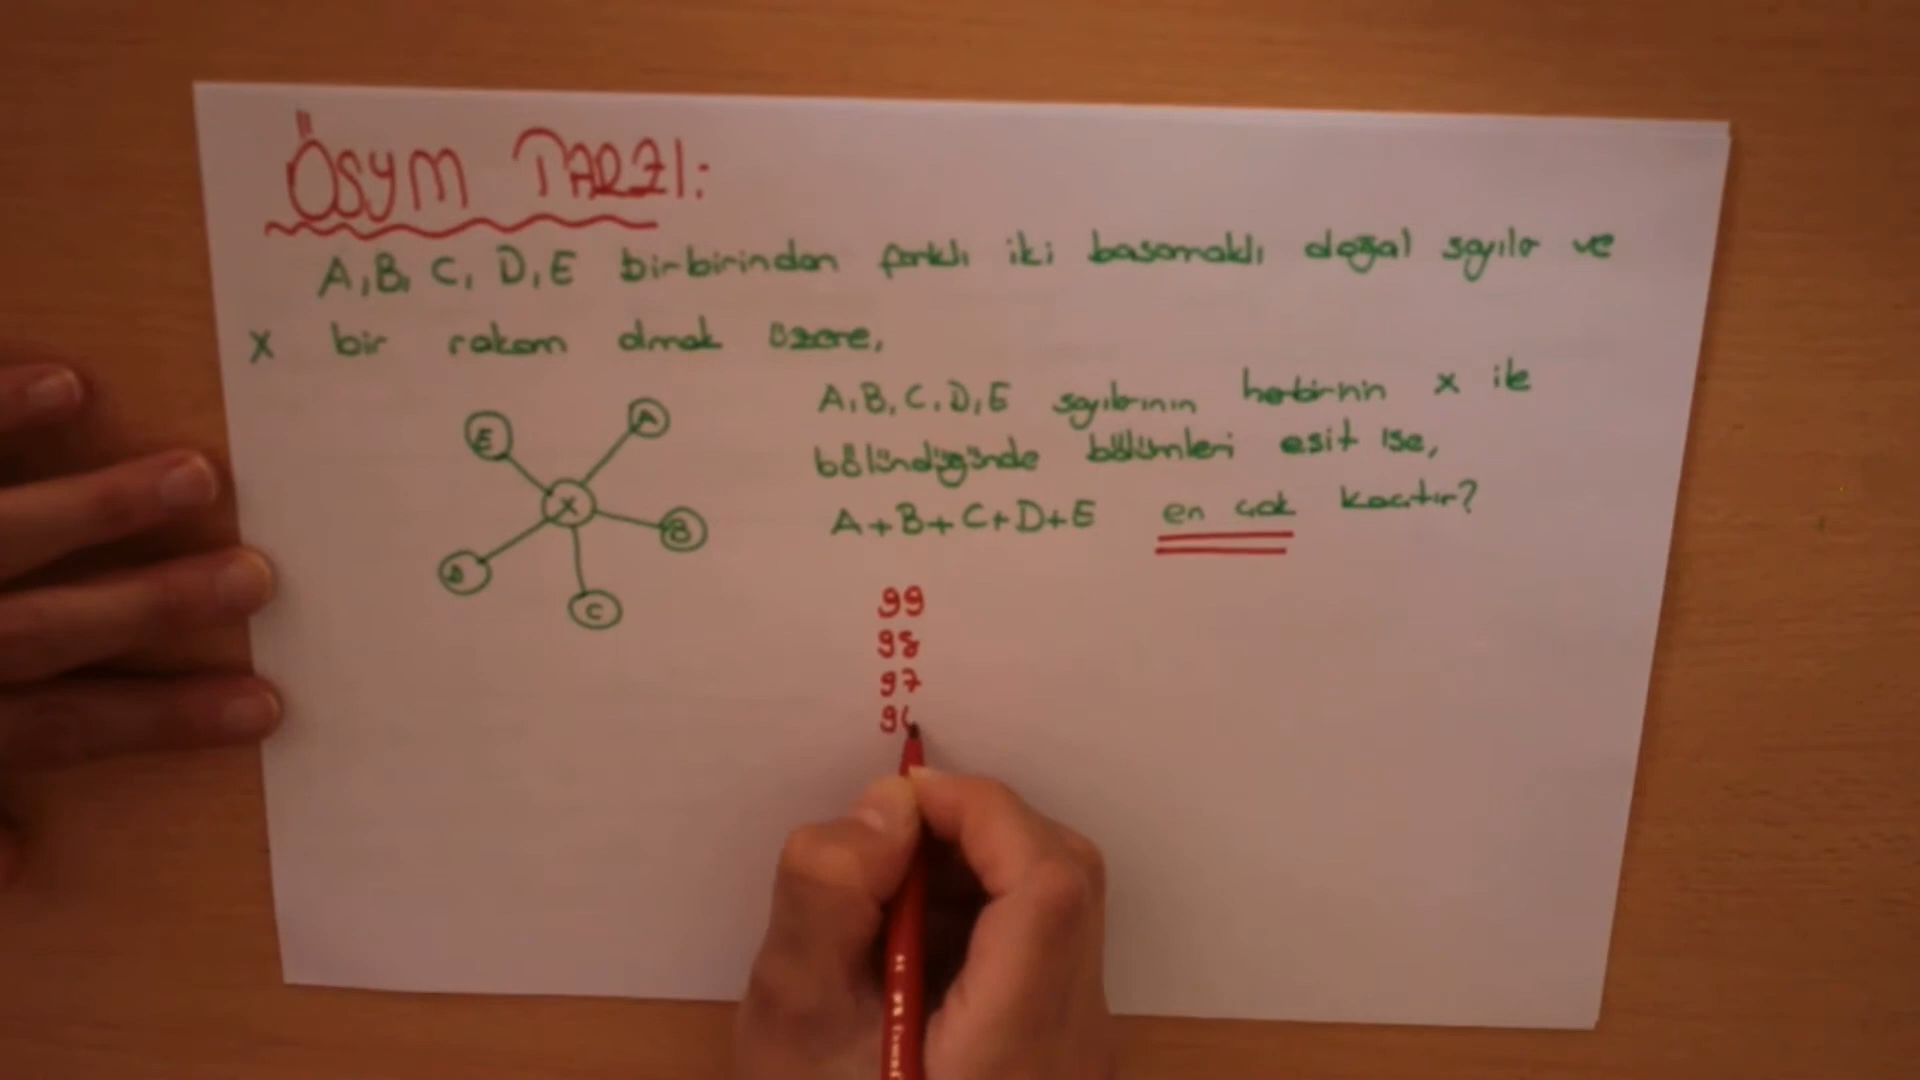 ÖSYM TARZI:
A, B, C, D, E birbirinden farklı iki basamaklı doğal sayılar ve
X bir rakam olmak üzere,
A, B, C, D, E sayılarının herbirinin x ile
bölündüğünde bölümleri eşit ise,
A+B+C+D+E en çok kaçtır?
E
A
X
B
D
C
99
98
97